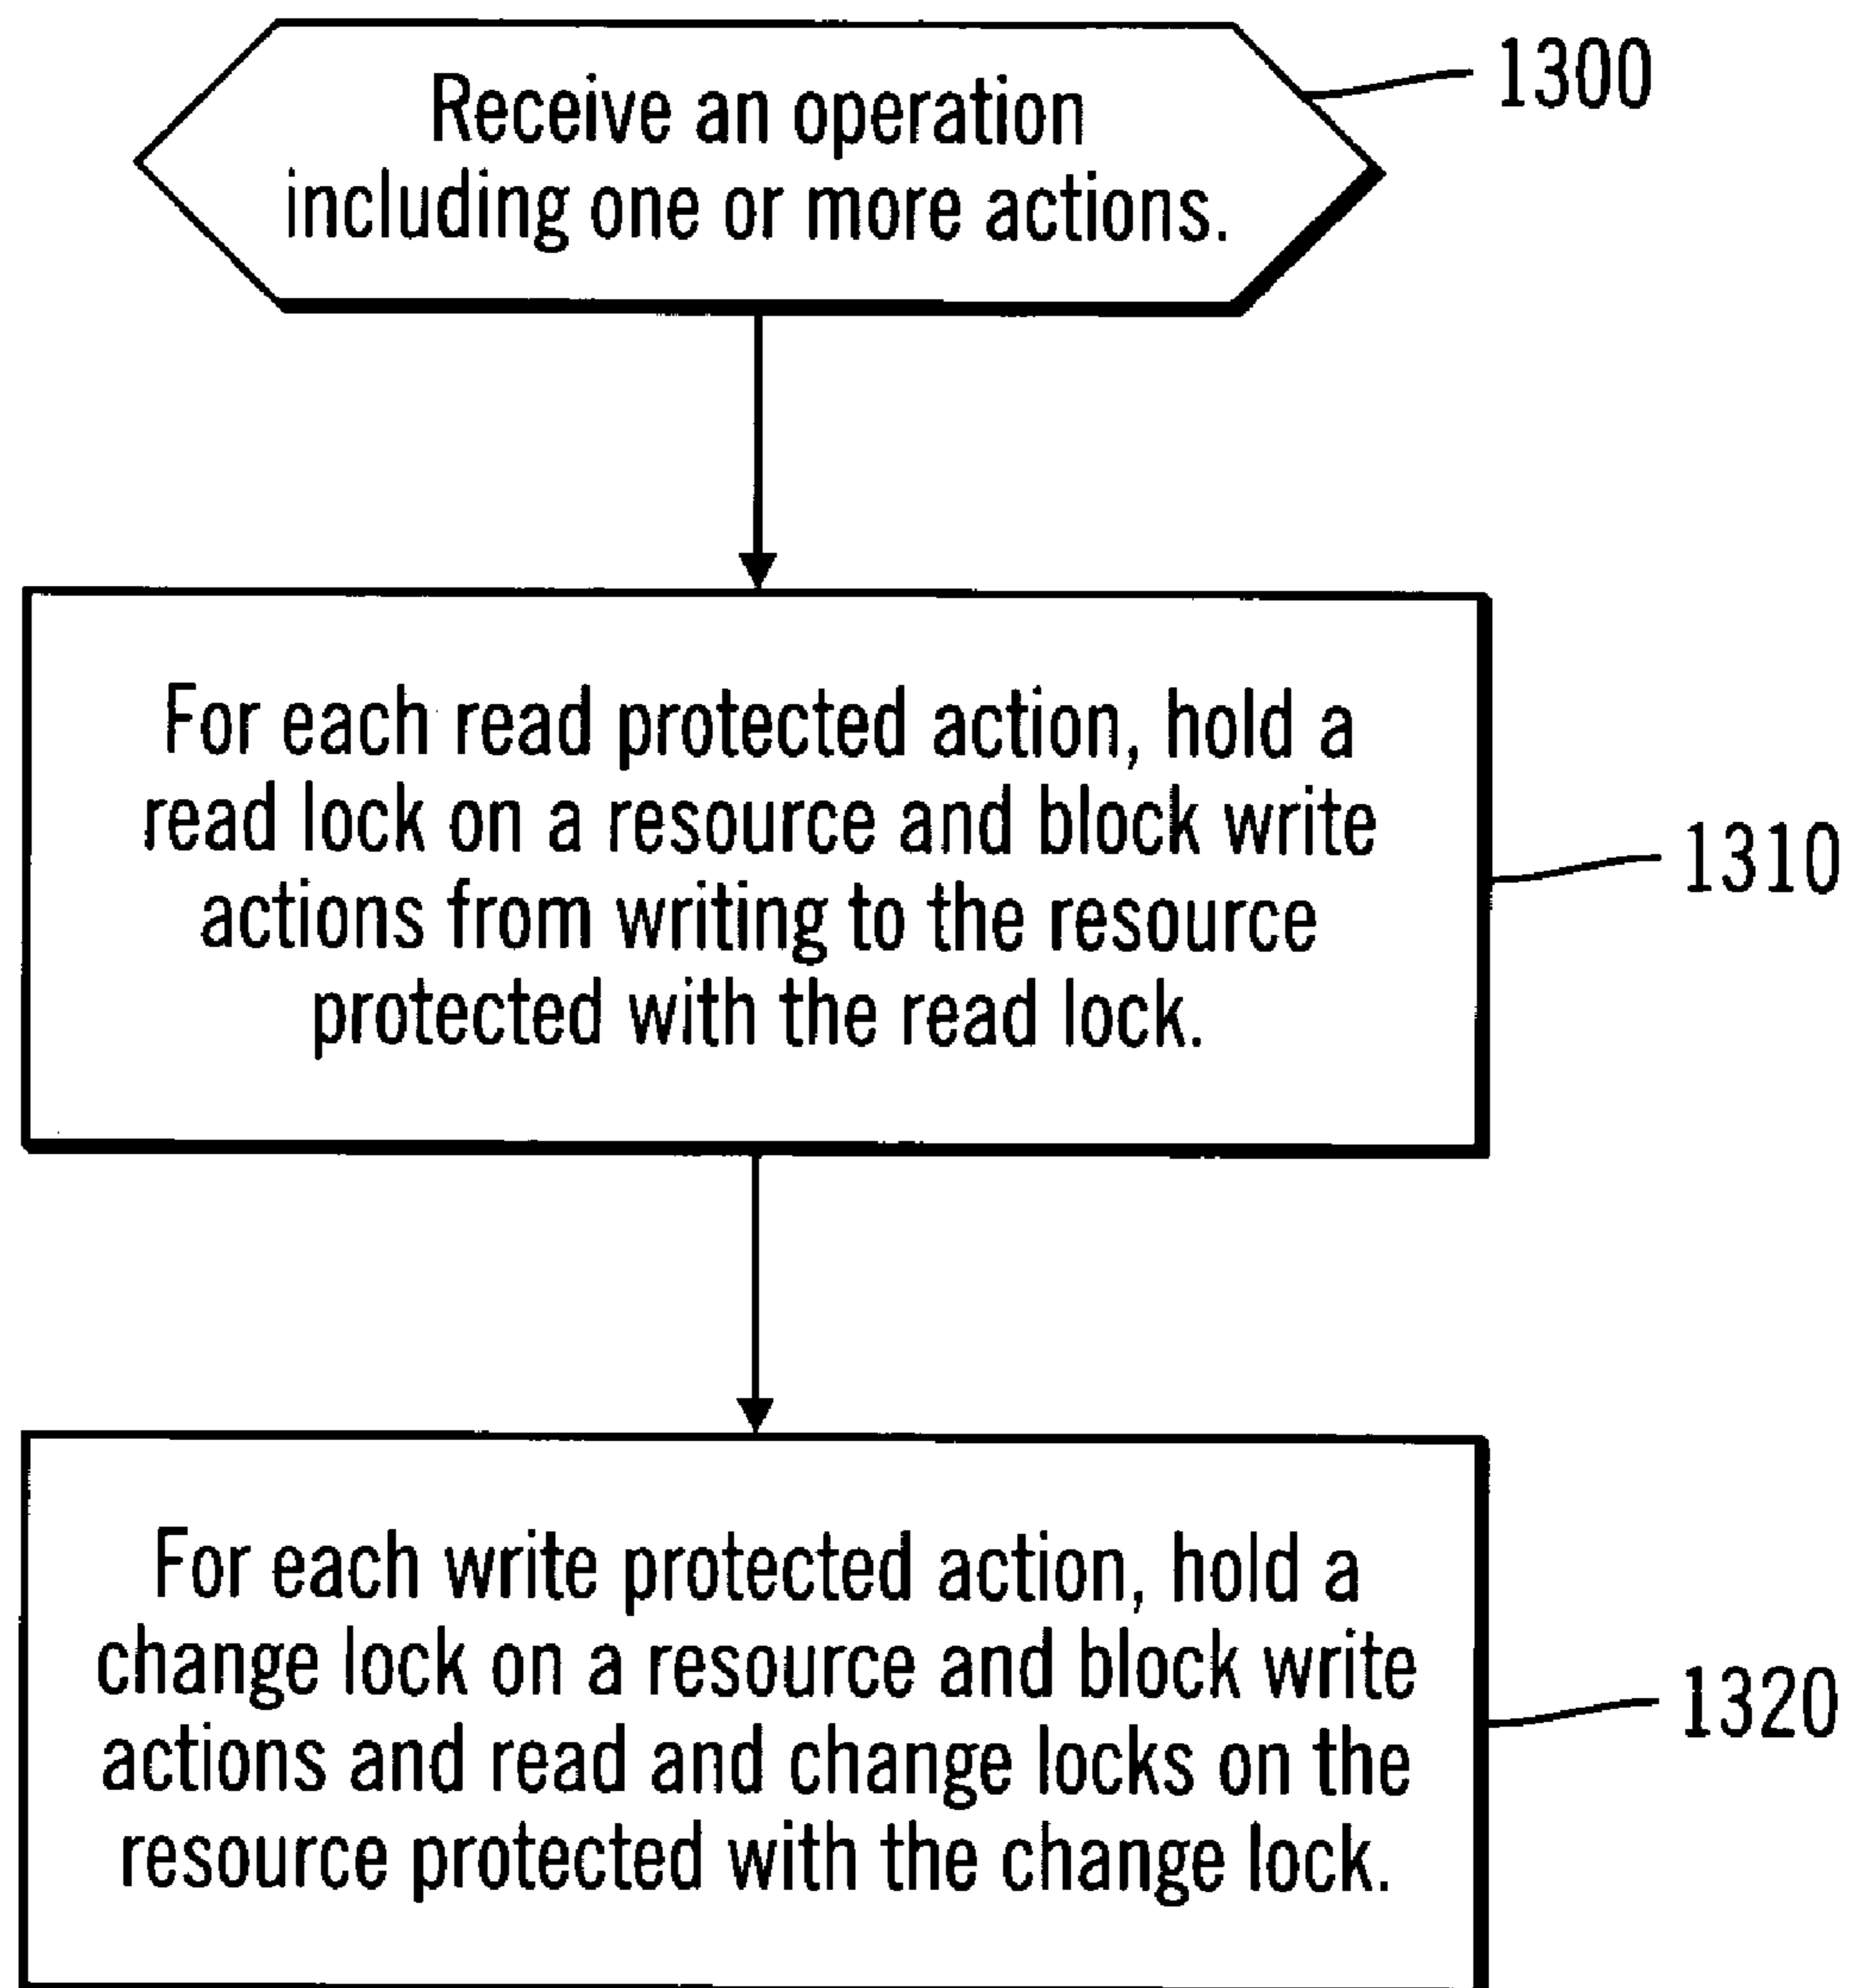 Receive an operation
including one or more actions.
1300
For each read protected action, hold a
read lock on a resource and block write
actions from writing to the resource
protected with the read lock.
1310
For each write protected action, hold a
change lock on a resource and block write
actions and read and change locks on the
resource protected with the change lock.
1320